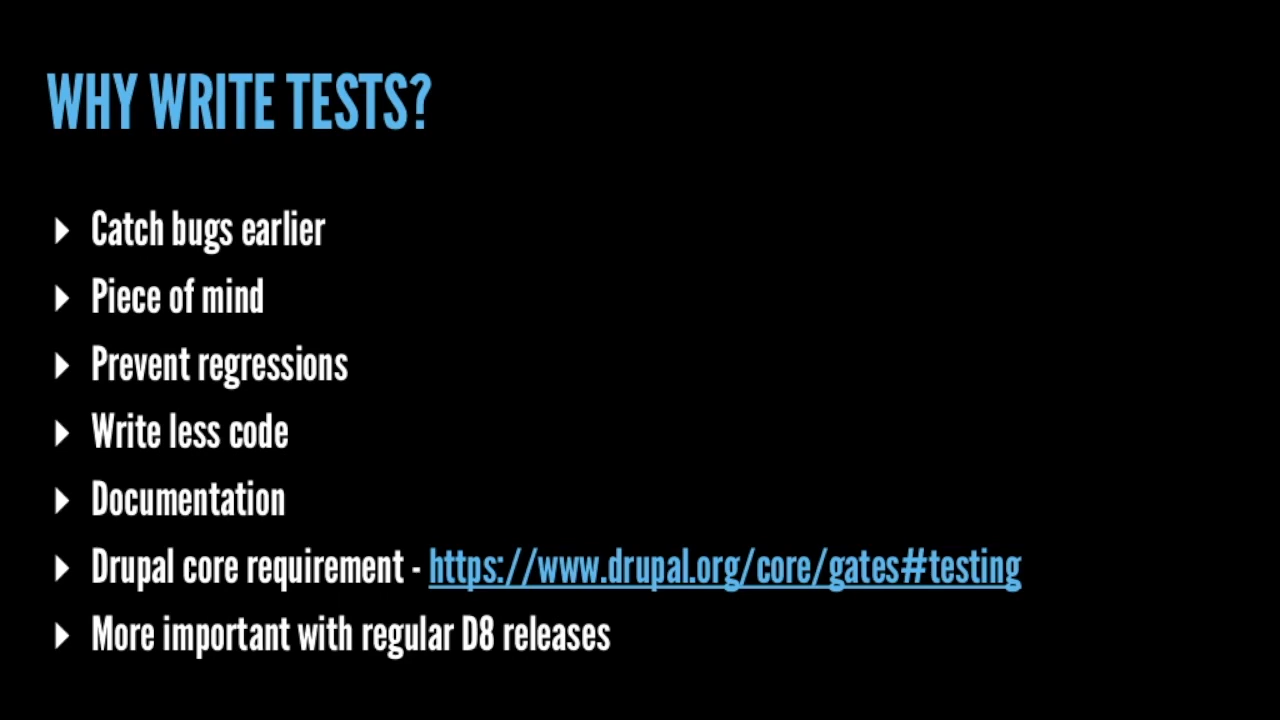 WHY WRITE TESTS?
Catch bugs earlier
Piece of mind
Prevent regressions
Write less code
Documentation
Drupal core requirement - https://www.drupal.org/core/gates#testing
More important with regular D8 releases